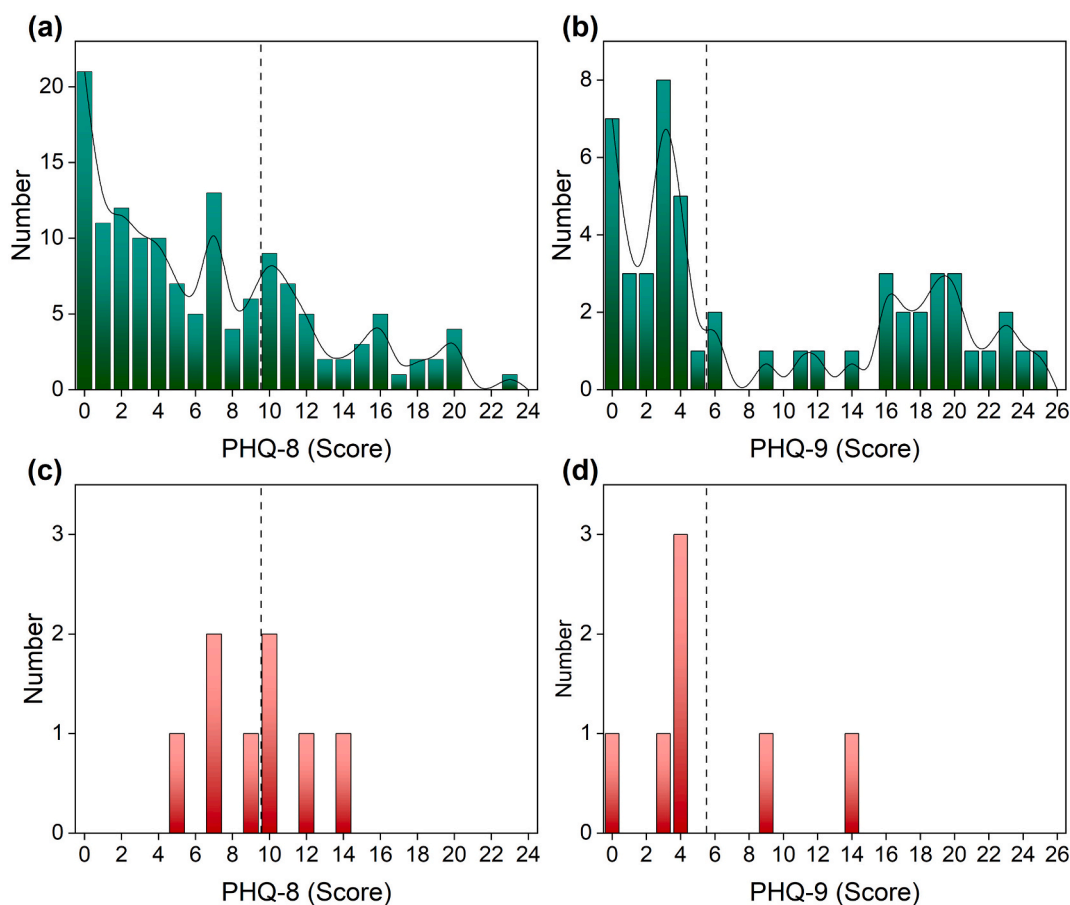 (a)
Number
20
15
10
5
0
0 2 4 6 8 10 12 14 16 18 20 22 24
PHQ-8 (Score)
(b)
Number
8
6
4
2
0
0 2 4 6 8 10 12 14 16 18 20 22 24 26
PHQ-9 (Score)
(c)
Number
3
2
1
0
0 2 4 6 8 10 12 14 16 18 20 22 24
PHQ-8 (Score)
(d)
Number
3
2
1
0
0 2 4 6 8 10 12 14 16 18 20 22 24 26
PHQ-9 (Score)